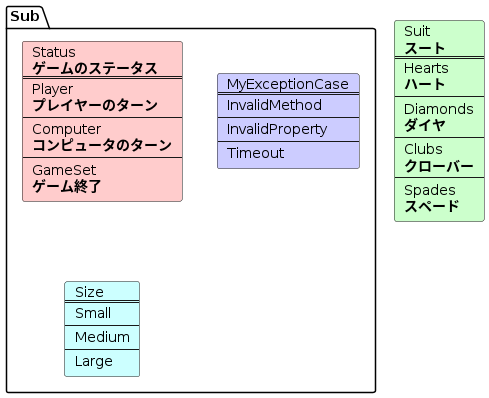 Sub
Status
ゲームのステータス
Player
プレイヤーのターン
Computer
コンピュータのターン
GameSet
ゲーム終了
MyExceptionCase
InvalidMethod
InvalidProperty
Timeout
Size
Small
Medium
Large
Suit
スート
Hearts
ハート
Diamonds
ダイヤ
Clubs
クローバー
Spades
スペード